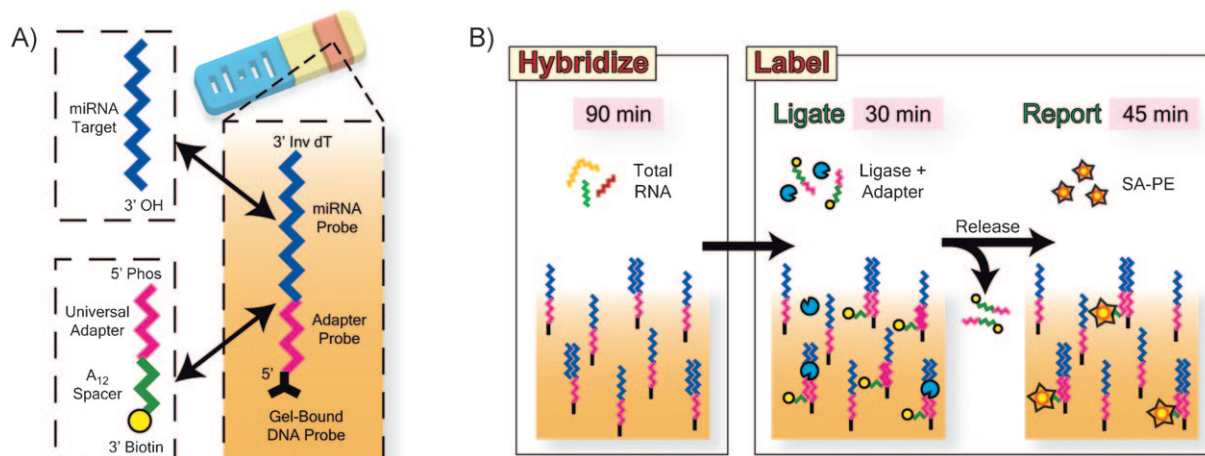 A)
miRNA
Target
3' OH
5' Phos
Universal
Adapter
A12
Spacer
3' Biotin
3' Inv dT
miRNA
Probe
Adapter
Probe
5'
Gel-Bound
DNA Probe
B)
Hybridize
90 min
Total
RNA
Label
Ligate 30 min
Ligase +
Adapter
Release
Report 45 min
SA-PE